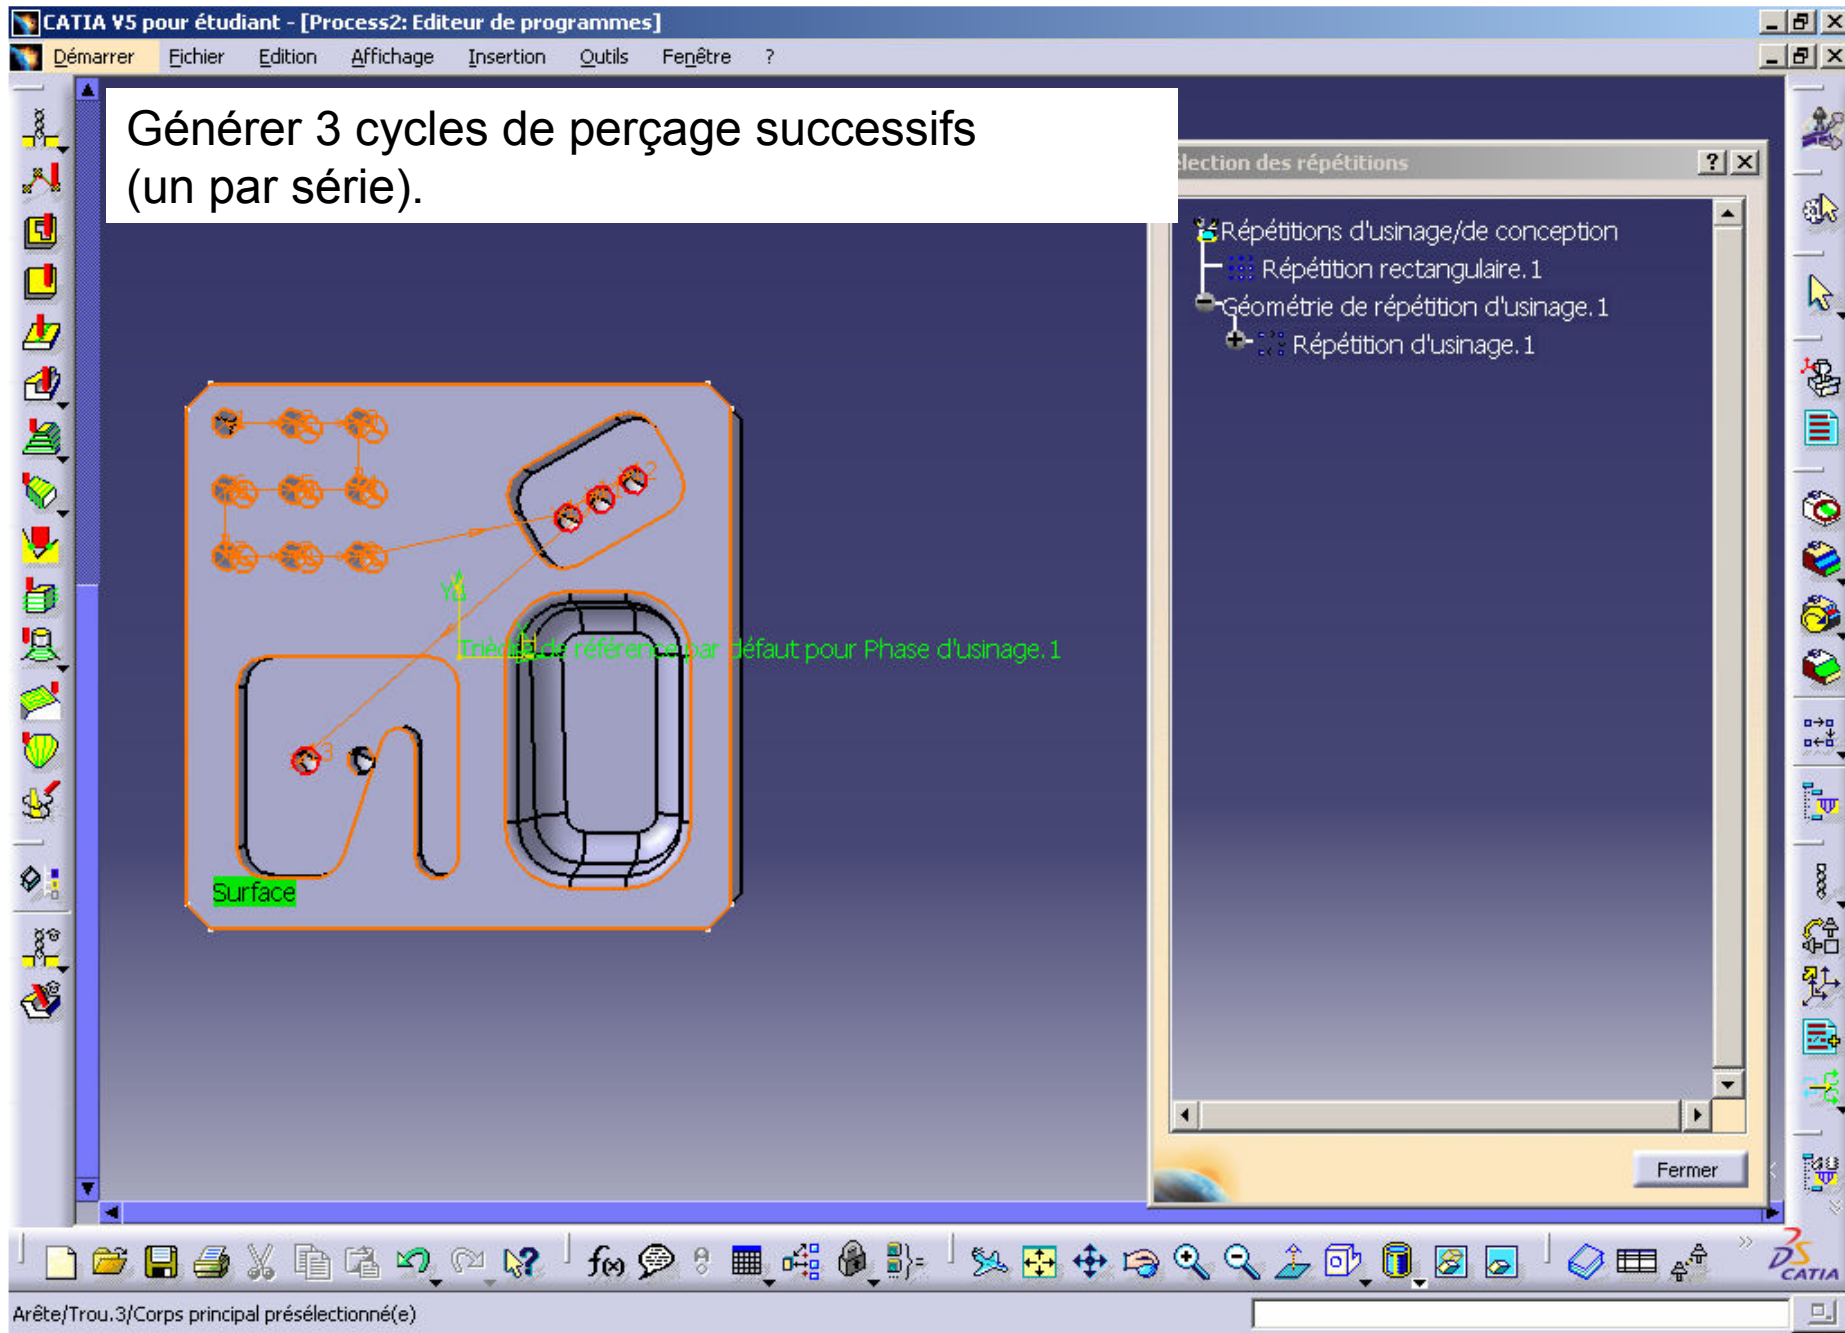 CATIA V5 pour étudiant - [Process2: Editeur de programmes]
Démarrer Fichier Edition Affichage Insertion Outils Fenêtre ?
Générer 3 cycles de perçage successifs
(un par série).
lection des répétitions
Répétitions d'usinage/de conception
Répétition rectangulaire.1
Géométrie de répétition d'usinage.1
Répétition d'usinage.1
Trièdre de référence par défaut pour Phase d'usinage.1
Surface
Fermer
CATIA
Arête/Trou.3/Corps principal présélectionné(e)